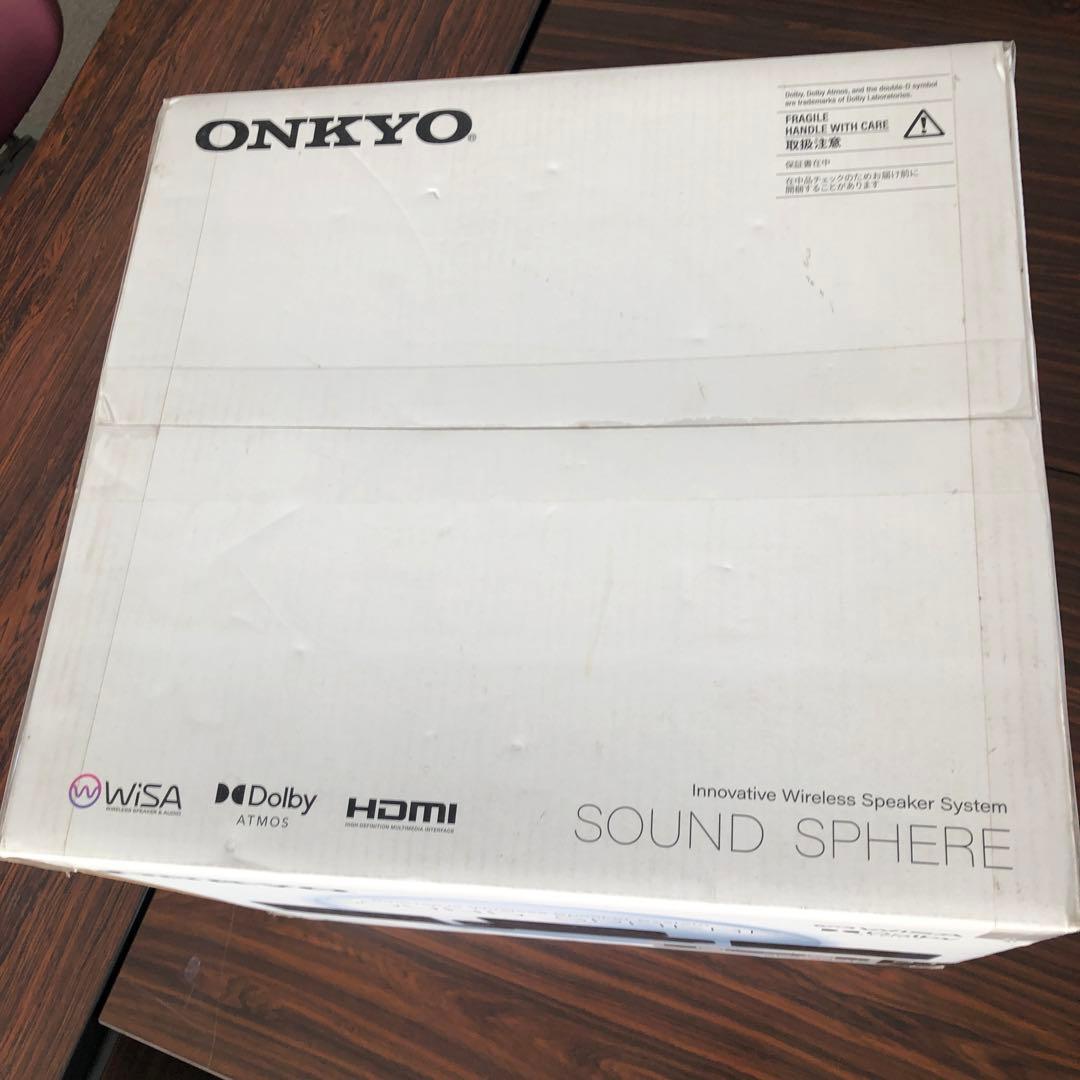 ONKYO®
Dolby, Dolby Atmos, and the double-D symbol
are trademarks of Dolby Laboratories.
FRAGILE
HANDLE WITH CARE
取扱注意
保証書在中
在中品チェックのためお届け前に
開梱することがあります
WiSA
WIRELESS SPEAKER & AUDIO
Dolby
ATMOS
HDMI
HIGH DEFINITION MULTIMEDIA INTERFACE
Innovative Wireless Speaker System
SOUND SPHERE